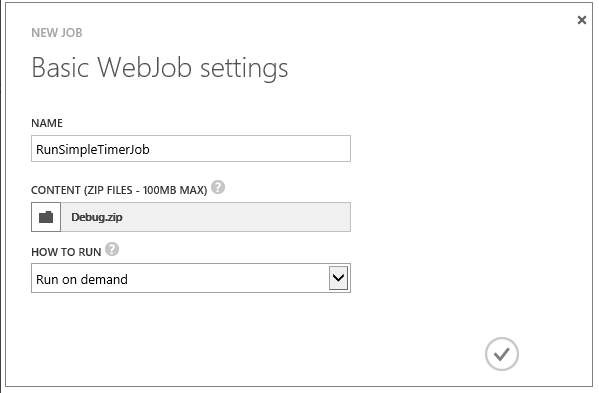 NEW JOB
Basic WebJob settings
NAME
RunSimpleTimerJob
CONTENT (ZIP FILES - 100MB MAX) ?
Debug.zip
HOW TO RUN ?
Run on demand